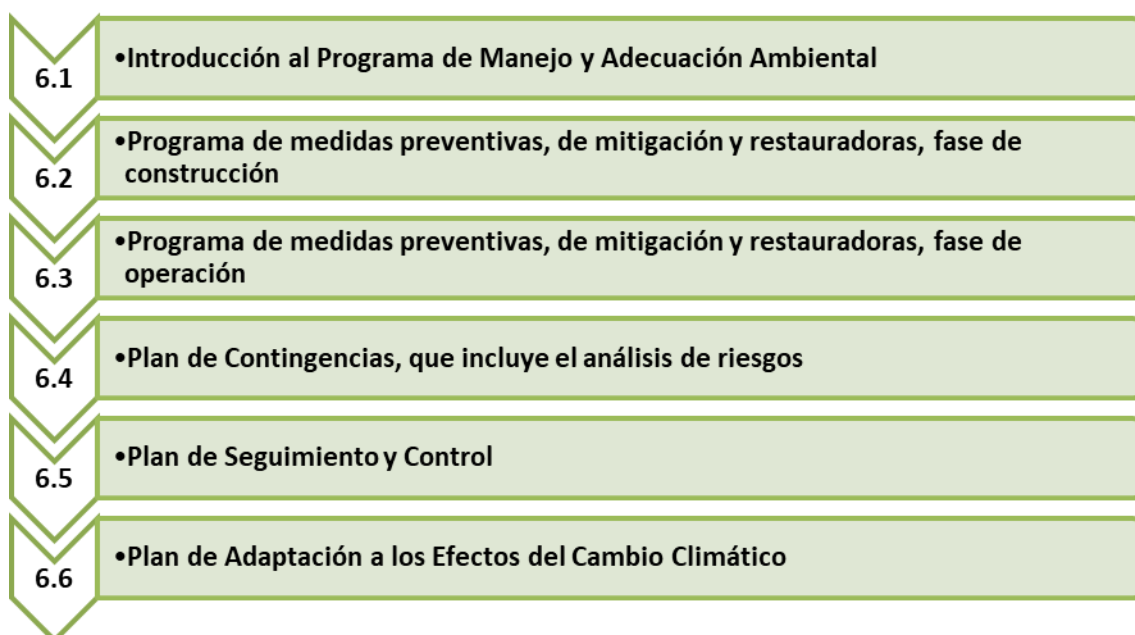 6.1
•Introducción al Programa de Manejo y Adecuación Ambiental
6.2
•Programa de medidas preventivas, de mitigación y restauradoras, fase de
construcción
6.3
•Programa de medidas preventivas, de mitigación y restauradoras, fase de
operación
6.4
•Plan de Contingencias, que incluye el análisis de riesgos
6.5
•Plan de Seguimiento y Control
6.6
•Plan de Adaptación a los Efectos del Cambio Climático